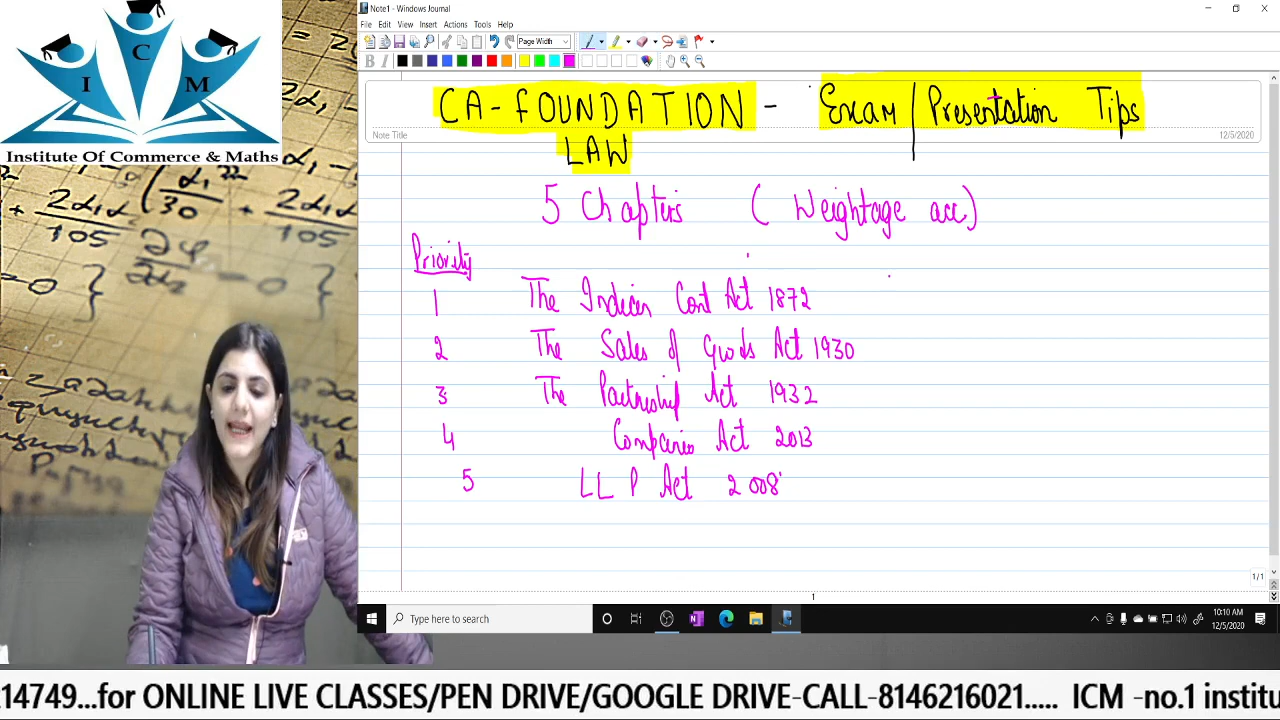 Note1 - Windows Journal
File Edit View Insert Actions Tools Help
Page Width
B I
I C M
Institute Of Commerce & Maths
CA-FOUNDATION - Exam | Presentation Tips
Note Title
12/5/2020
LAW
5 Chapters ( Weightage acc)
Priority
1 The Indian Cont Act 1872
2 The Sales of Goods Act 1930
3 The Partnership Act 1932
4 Companies Act 2013
5 LLP Act 2008
1/1
1
Type here to search
10:10 AM
12/5/2020
14749...for ONLINE LIVE CLASSES/PEN DRIVE/GOOGLE DRIVE-CALL-8146216021..... ICM -no.1 institu